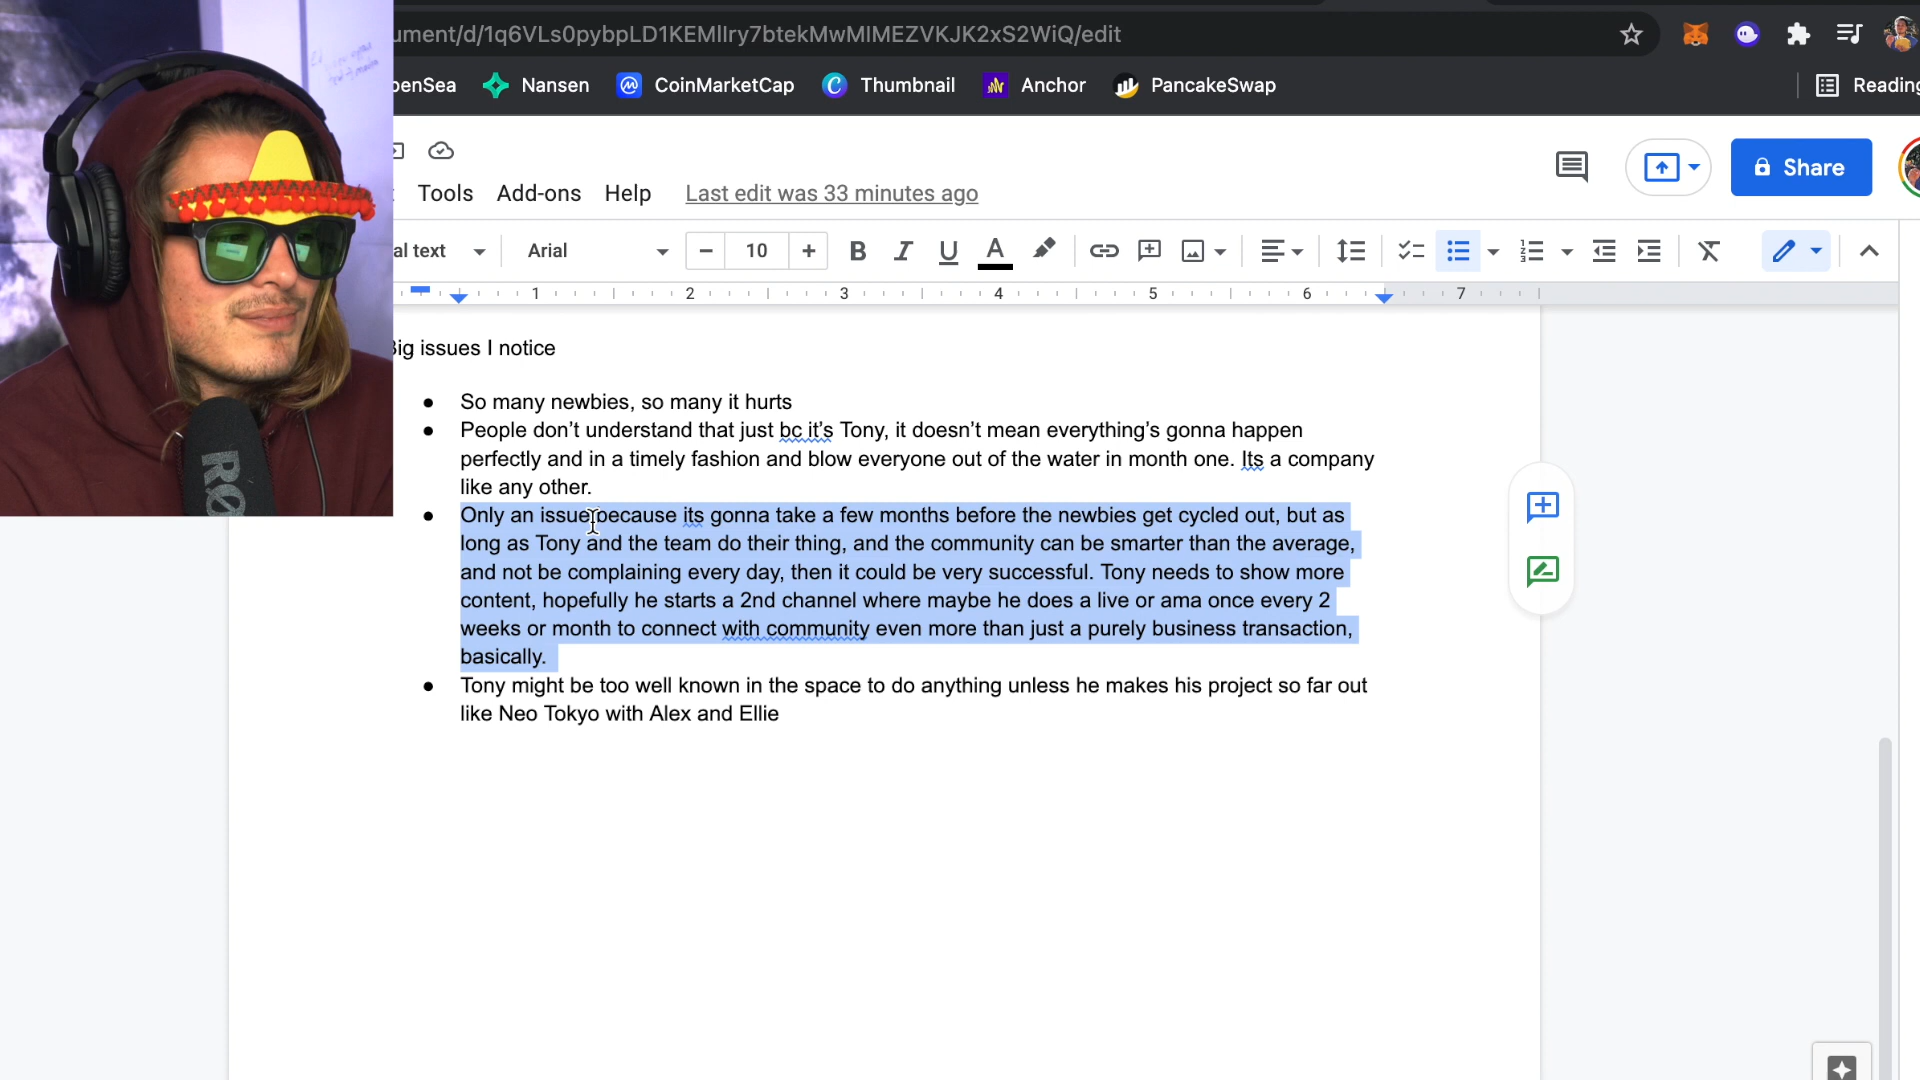 ument/d/1q6VLs0pybpLD1KEMlIry7btekMwMIMEZVKJK2xS2WiQ/edit
penSea Nansen CoinMarketCap Thumbnail Anchor PancakeSwap Reading
Tools Add-ons Help Last edit was 33 minutes ago
Share
al text Arial 10
1 2 3 4 5 6 7
Big issues I notice
So many newbies, so many it hurts
People don’t understand that just bc it’s Tony, it doesn’t mean everything’s gonna happen
perfectly and in a timely fashion and blow everyone out of the water in month one. Its a company
like any other.
Only an issue because its gonna take a few months before the newbies get cycled out, but as
long as Tony and the team do their thing, and the community can be smarter than the average,
and not be complaining every day, then it could be very successful. Tony needs to show more
content, hopefully he starts a 2nd channel where maybe he does a live or ama once every 2
weeks or month to connect with community even more than just a purely business transaction,
basically.
Tony might be too well known in the space to do anything unless he makes his project so far out
like Neo Tokyo with Alex and Ellie
RØ